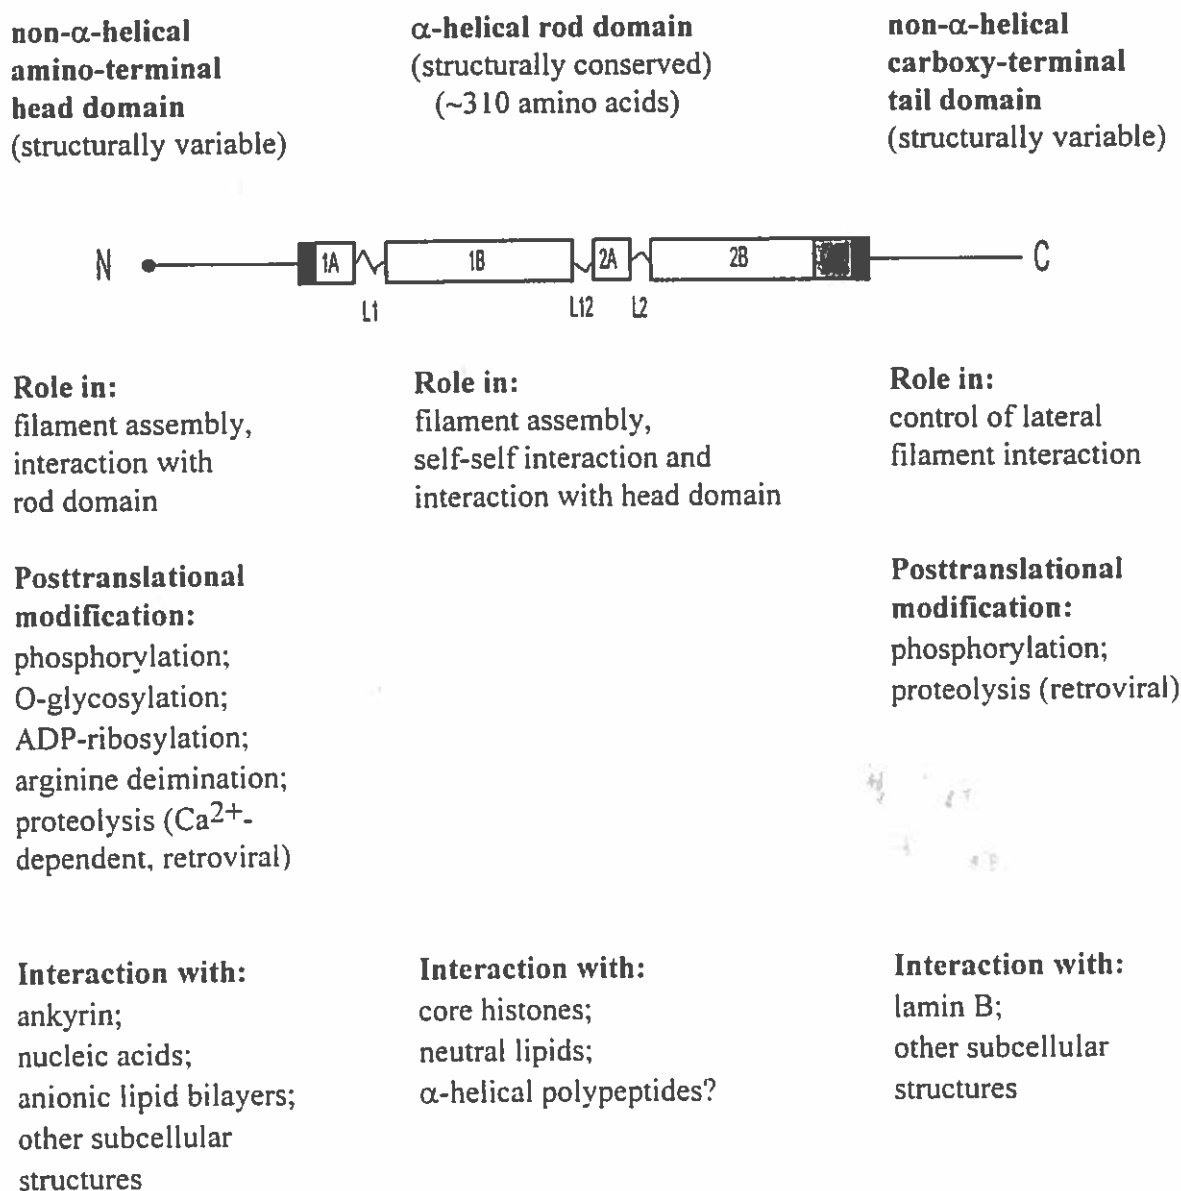 non-α-helical
amino-terminal
head domain
(structurally variable)
α-helical rod domain
(structurally conserved)
(~310 amino acids)
non-α-helical
carboxy-terminal
tail domain
(structurally variable)
N 1A 1B 2A 2B C
L1 L12 L2
Role in:
filament assembly,
interaction with
rod domain
Role in:
filament assembly,
self-self interaction and
interaction with head domain
Role in:
control of lateral
filament interaction
Posttranslational
modification:
phosphorylation;
O-glycosylation;
ADP-ribosylation;
arginine deimination;
proteolysis (Ca2+-
dependent, retroviral)
Posttranslational
modification:
phosphorylation;
proteolysis (retroviral)
Interaction with:
ankyrin;
nucleic acids;
anionic lipid bilayers;
other subcellular
structures
Interaction with:
core histones;
neutral lipids;
α-helical polypeptides?
Interaction with:
lamin B;
other subcellular
structures